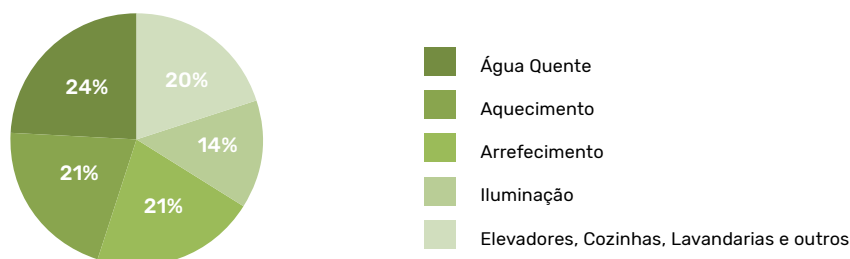 24%
20%
14%
21%
21%
Água Quente
Aquecimento
Arrefecimento
Iluminação
Elevadores, Cozinhas, Lavandarias e outros